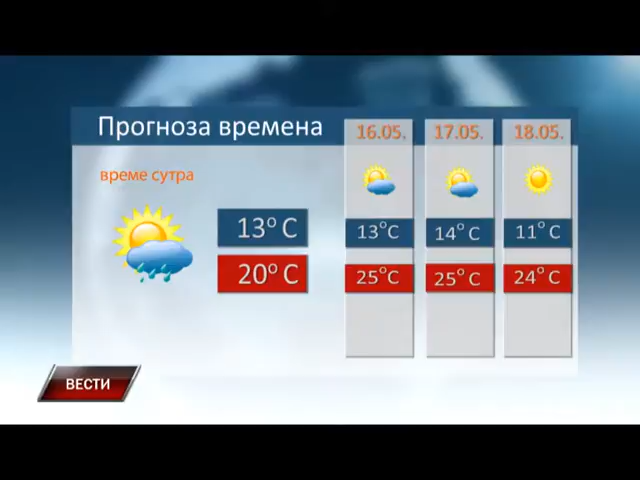 Прогноза времена
време сутра
13° C
20° C
16.05.
13°C
25°C
17.05.
14°C
25°C
18.05.
11°C
24°C
ВЕСТИ